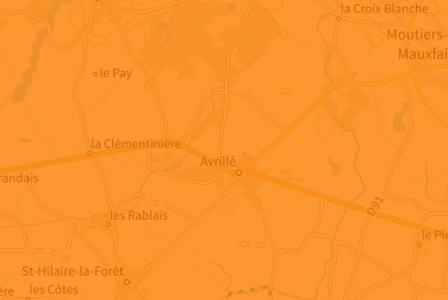 la Croix Blanche
Moutiers-
Mauxfai
le Pay
la Clémentinière
Avrillé
randais
D91
les Rablais
le Ple
St-Hilaire-la-Forêt
ère
les Côtes